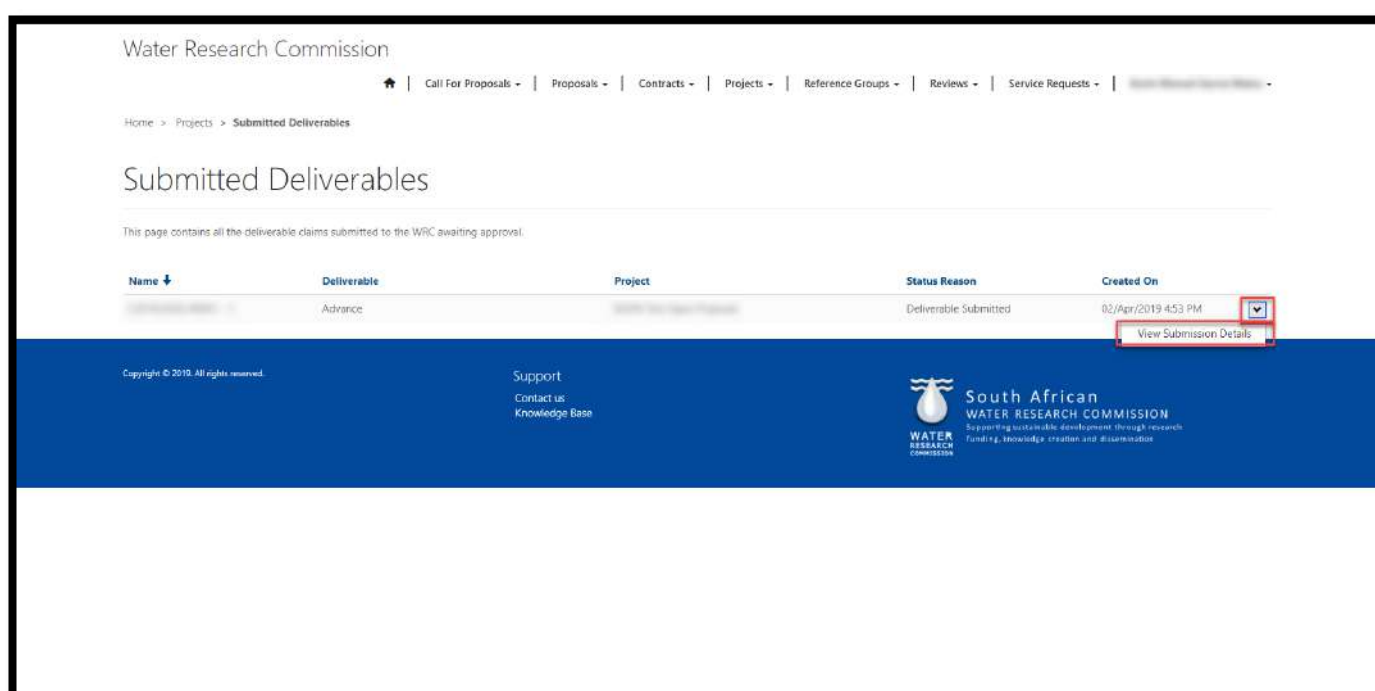 Water Research Commission
Call For Proposals | Proposals | Contracts | Projects | Reference Groups | Reviews | Service Requests |
Home > Projects > Submitted Deliverables
Submitted Deliverables
This page contains all the deliverable claims submitted to the WRC awaiting approval.
Name Deliverable Project Status Reason Created On
Advance Deliverable Submitted 02/Apr/2019 4:53 PM
View Submission Details
Copyright © 2019. All rights reserved.
Support
Contact us
Knowledge Base
WATER
RESEARCH
COMMISSION
South African
WATER RESEARCH COMMISSION
Supporting sustainable development through research
funding, knowledge creation and dissemination